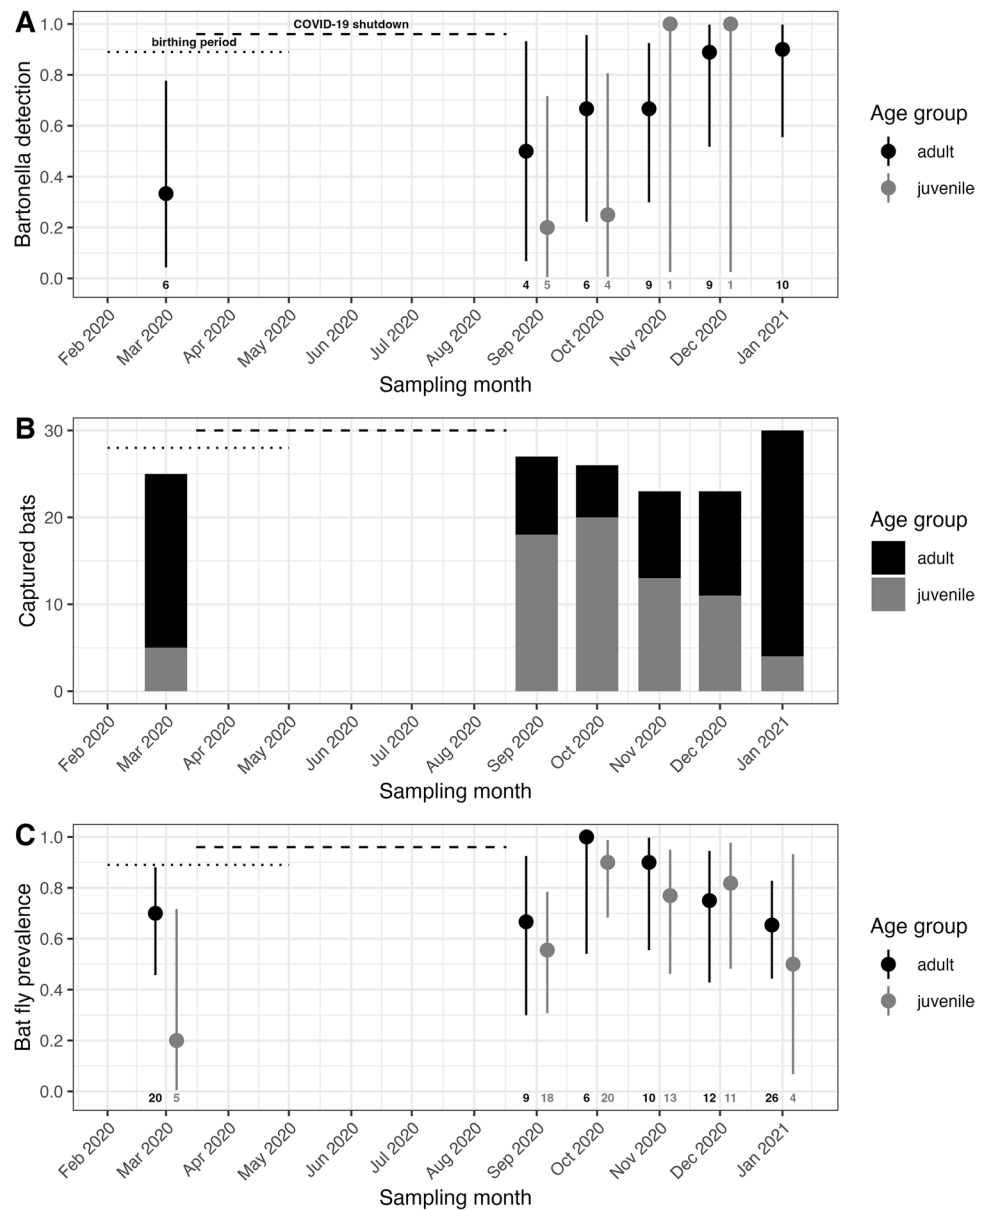 A
1.0
0.8
0.6
0.4
0.2
0.0
Bartonella detection
COVID-19 shutdown
birthing period
6 4 5 6 4 9 1 9 1 10
Feb 2020 Mar 2020 Apr 2020 May 2020 Jun 2020 Jul 2020 Aug 2020 Sep 2020 Oct 2020 Nov 2020 Dec 2020 Jan 2021
Sampling month
Age group
adult
juvenile
B
30
20
10
0
Captured bats
Feb 2020 Mar 2020 Apr 2020 May 2020 Jun 2020 Jul 2020 Aug 2020 Sep 2020 Oct 2020 Nov 2020 Dec 2020 Jan 2021
Sampling month
Age group
adult
juvenile
C
1.0
0.8
0.6
0.4
0.2
0.0
Bat fly prevalence
20 5 9 18 6 20 10 13 12 11 26 4
Feb 2020 Mar 2020 Apr 2020 May 2020 Jun 2020 Jul 2020 Aug 2020 Sep 2020 Oct 2020 Nov 2020 Dec 2020 Jan 2021
Sampling month
Age group
adult
juvenile